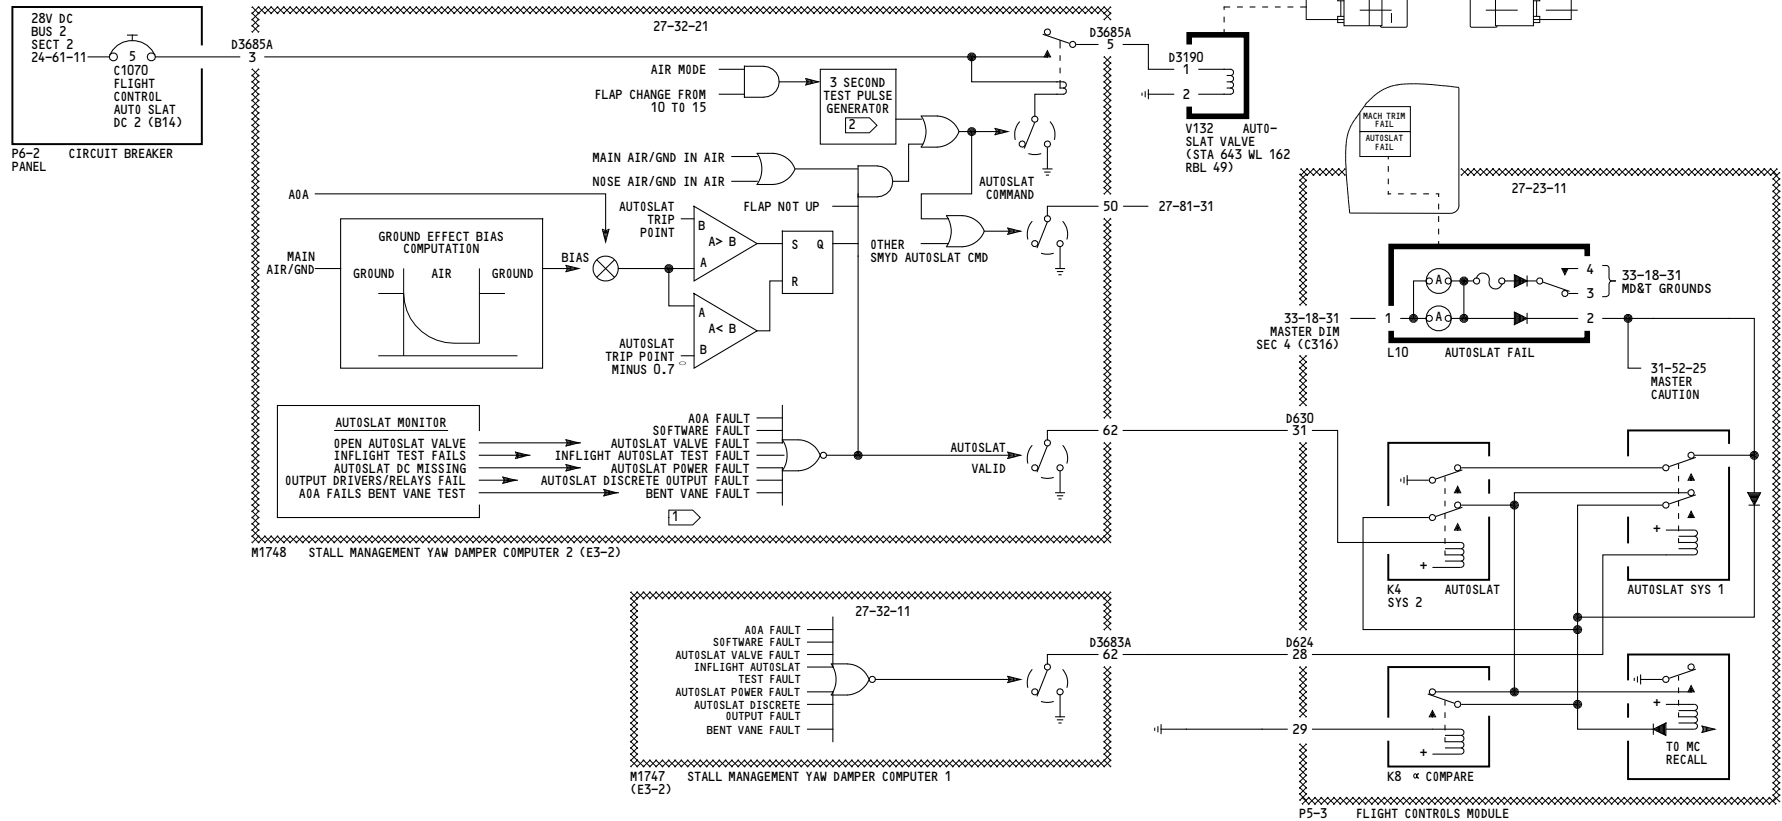 28V DC
BUS 2
SECT 2
24-61-11
5
C1070
FLIGHT
CONTROL
AUTO SLAT
DC 2 (B14)
P6-2 CIRCUIT BREAKER
PANEL
D3685A
3
27-32-21
AIR MODE
FLAP CHANGE FROM
10 TO 15
3 SECOND
TEST PULSE
GENERATOR
2
MAIN AIR/GND IN AIR
NOSE AIR/GND IN AIR
FLAP NOT UP
AOA
MAIN
AIR/GND
GROUND EFFECT BIAS
COMPUTATION
GROUND AIR GROUND
BIAS
AUTOSLAT
TRIP
POINT
B
A> B
A
S Q
R
A
A< B
B
AUTOSLAT
TRIP POINT
MINUS 0.7°
AUTOSLAT
COMMAND
OTHER
SMYD AUTOSLAT CMD
D3685A
5
50 27-81-31
D3190
1
2
V132 AUTO-
SLAT VALVE
(STA 643 WL 162
RBL 49)
AUTOSLAT MONITOR
OPEN AUTOSLAT VALVE
INFLIGHT TEST FAILS
AUTOSLAT DC MISSING
OUTPUT DRIVERS/RELAYS FAIL
AOA FAILS BENT VANE TEST
AOA FAULT
SOFTWARE FAULT
AUTOSLAT VALVE FAULT
INFLIGHT AUTOSLAT TEST FAULT
AUTOSLAT POWER FAULT
AUTOSLAT DISCRETE OUTPUT FAULT
BENT VANE FAULT
1
AUTOSLAT
VALID
62
M1748 STALL MANAGEMENT YAW DAMPER COMPUTER 2 (E3-2)
27-32-11
AOA FAULT
SOFTWARE FAULT
AUTOSLAT VALVE FAULT
INFLIGHT AUTOSLAT
TEST FAULT
AUTOSLAT POWER FAULT
AUTOSLAT DISCRETE
OUTPUT FAULT
BENT VANE FAULT
D3683A
62
M1747 STALL MANAGEMENT YAW DAMPER COMPUTER 1
(E3-2)
MACH TRIM
FAIL
AUTOSLAT
FAIL
27-23-11
33-18-31
MASTER DIM
SEC 4 (C316)
1
A
A
4
3
2
33-18-31
MD&T GROUNDS
L10 AUTOSLAT FAIL
31-52-25
MASTER
CAUTION
D630
31
+
K4 AUTOSLAT
SYS 2
+
AUTOSLAT SYS 1
D624
28
29
+
K8 ∝ COMPARE
+
TO MC
RECALL
P5-3 FLIGHT CONTROLS MODULE